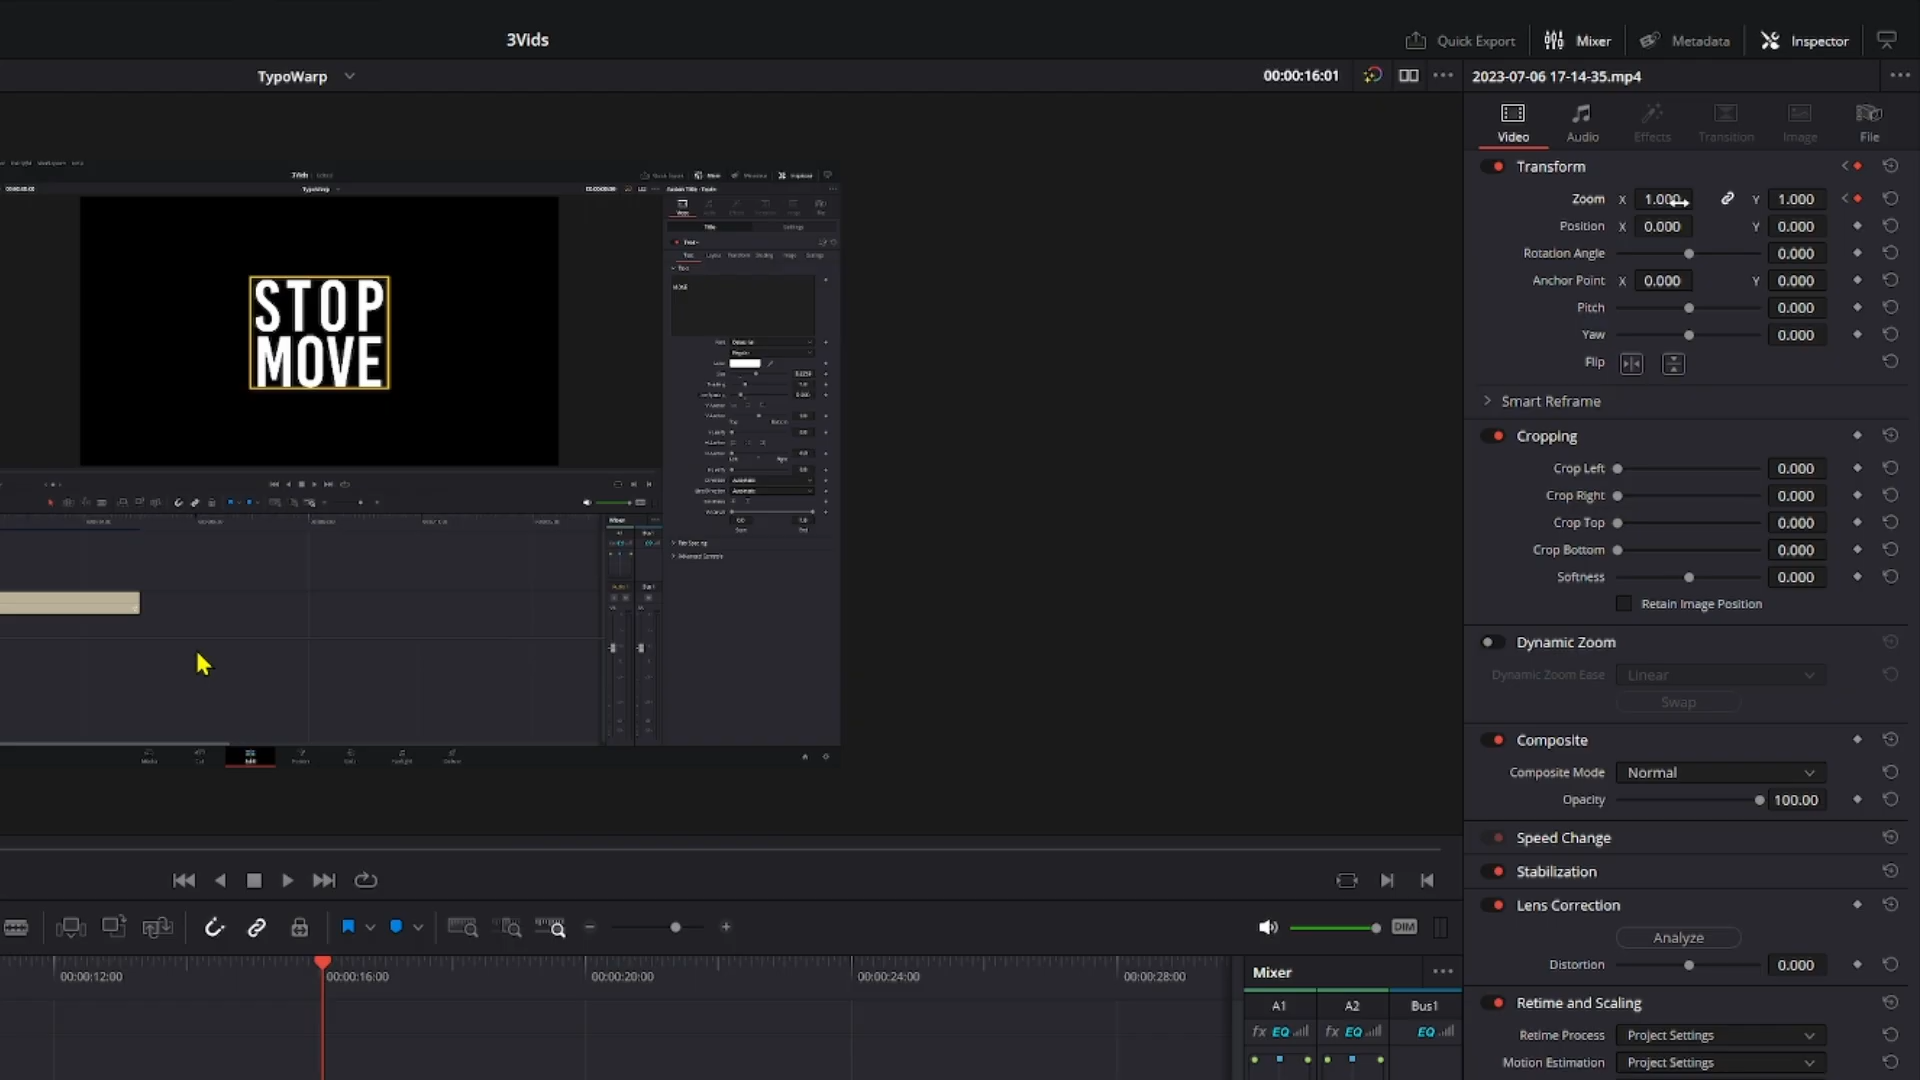 3Vids
Quick Export
Mixer
Metadata
Inspector
TypoWarp
00:00:16:01
2023-07-06 17-14-35.mp4
Video
Audio
Effects
Transition
Image
File
Transform
Zoom X 1.000 Y 1.000
Position X 0.000 Y 0.000
Rotation Angle 0.000
Anchor Point X 0.000 Y 0.000
Pitch 0.000
Yaw 0.000
Flip
Smart Reframe
Cropping
Crop Left 0.000
Crop Right 0.000
Crop Top 0.000
Crop Bottom 0.000
Softness 0.000
Retain Image Position
Dynamic Zoom
Dynamic Zoom Ease Linear
Swap
Composite
Composite Mode Normal
Opacity 100.00
Speed Change
Stabilization
Lens Correction
Analyze
Distortion 0.000
Retime and Scaling
Retime Process Project Settings
Motion Estimation Project Settings
3Vids
TypoWarp
STOP
MOVE
Title
Settings
DIM
00:00:12:00
00:00:16:00
00:00:20:00
00:00:24:00
00:00:28:00
Mixer
A1
A2
Bus1
fx EQ
fx EQ
EQ